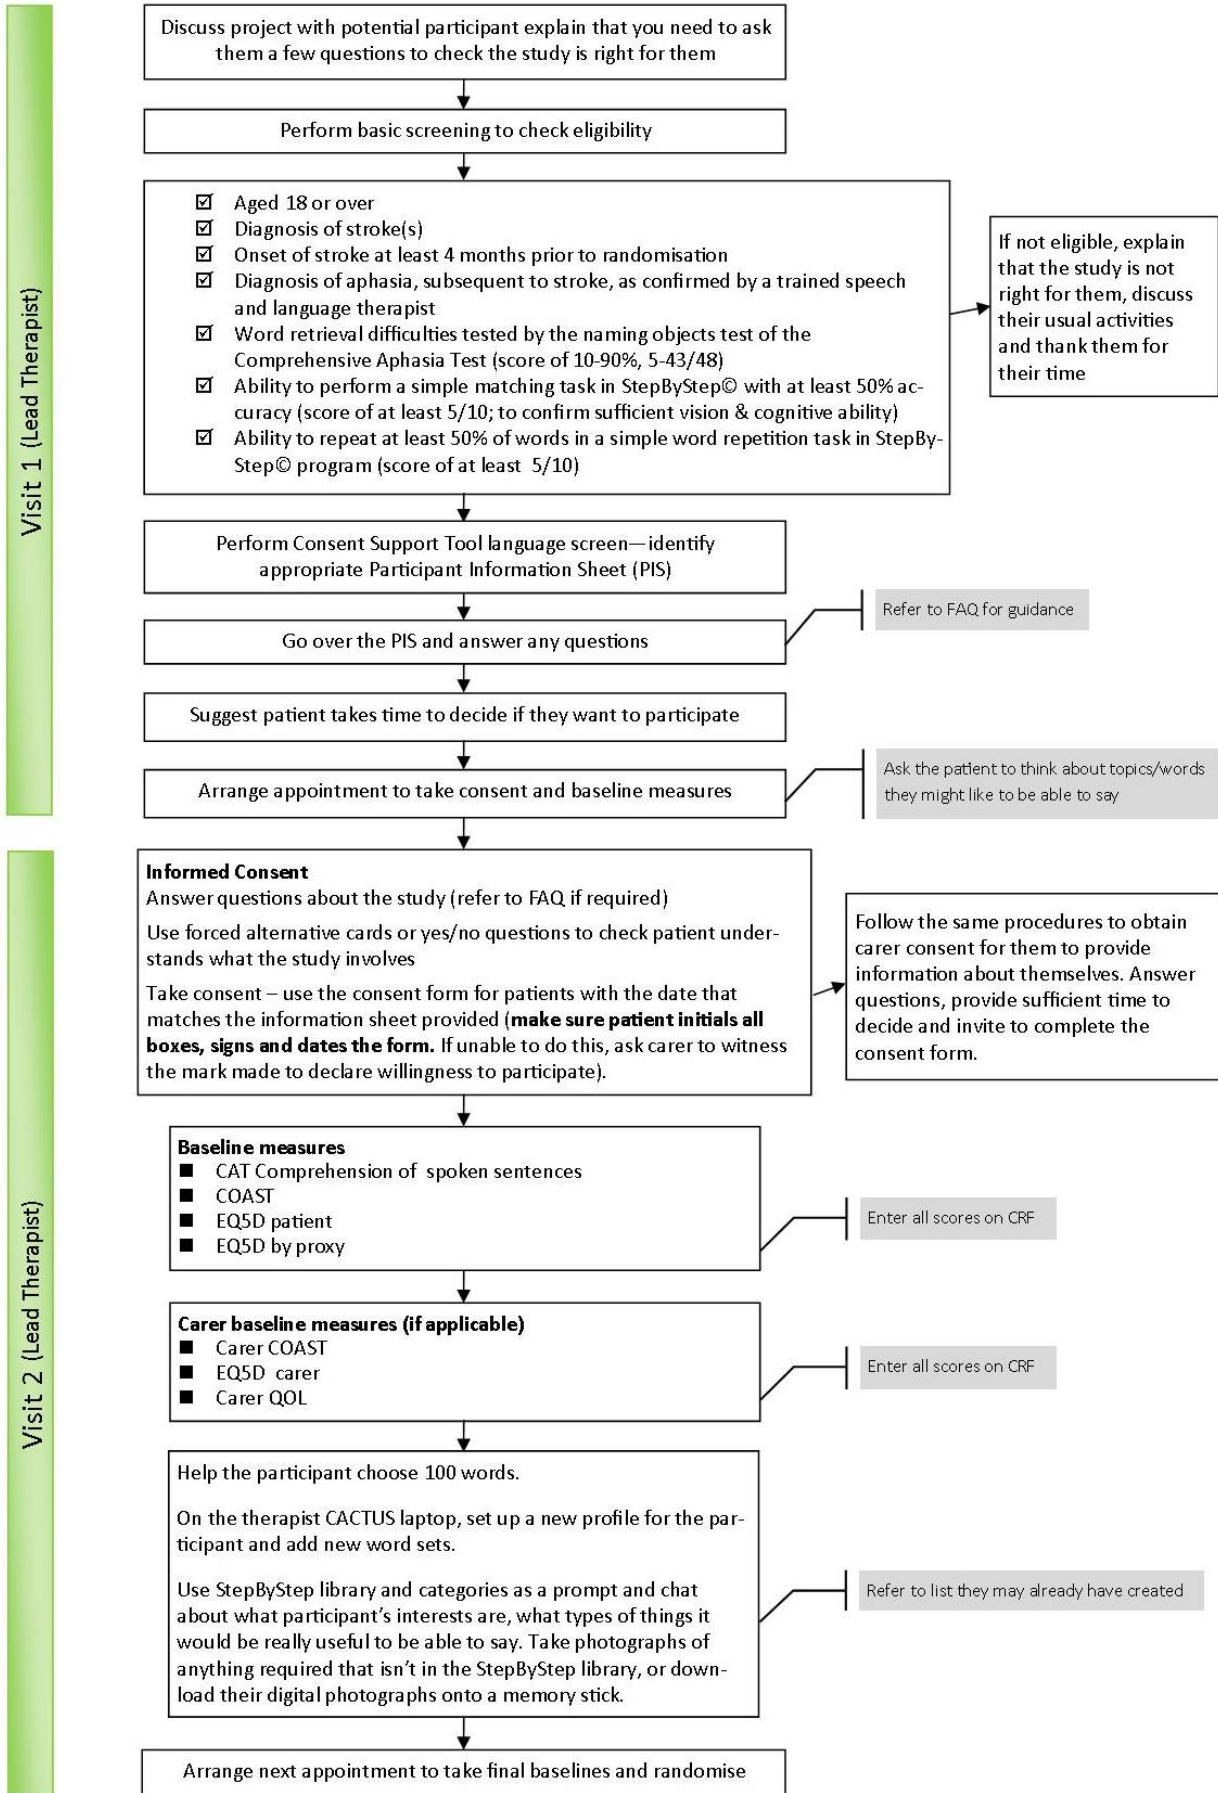 Visit 1 (Lead Therapist)
Discuss project with potential participant explain that you need to ask
them a few questions to check the study is right for them
Perform basic screening to check eligibility
☑ Aged 18 or over
☑ Diagnosis of stroke(s)
☑ Onset of stroke at least 4 months prior to randomisation
☑ Diagnosis of aphasia, subsequent to stroke, as confirmed by a trained speech
and language therapist
☑ Word retrieval difficulties tested by the naming objects test of the
Comprehensive Aphasia Test (score of 10-90%, 5-43/48)
☑ Ability to perform a simple matching task in StepByStep© with at least 50% ac-
curacy (score of at least 5/10; to confirm sufficient vision & cognitive ability)
☑ Ability to repeat at least 50% of words in a simple word repetition task in StepBy-
Step© program (score of at least 5/10)
If not eligible, explain
that the study is not
right for them, discuss
their usual activities
and thank them for
their time
Perform Consent Support Tool language screen—identify
appropriate Participant Information Sheet (PIS)
Go over the PIS and answer any questions
Refer to FAQ for guidance
Suggest patient takes time to decide if they want to participate
Arrange appointment to take consent and baseline measures
Ask the patient to think about topics/words
they might like to be able to say
Visit 2 (Lead Therapist)
Informed Consent
Answer questions about the study (refer to FAQ if required)
Use forced alternative cards or yes/no questions to check patient under-
stands what the study involves
Take consent – use the consent form for patients with the date that
matches the information sheet provided (make sure patient initials all
boxes, signs and dates the form. If unable to do this, ask carer to witness
the mark made to declare willingness to participate).
Follow the same procedures to obtain
carer consent for them to provide
information about themselves. Answer
questions, provide sufficient time to
decide and invite to complete the
consent form.
Baseline measures
■ CAT Comprehension of spoken sentences
■ COAST
■ EQ5D patient
■ EQ5D by proxy
Enter all scores on CRF
Carer baseline measures (if applicable)
■ Carer COAST
■ EQ5D carer
■ Carer QOL
Enter all scores on CRF
Help the participant choose 100 words.
On the therapist CACTUS laptop, set up a new profile for the par-
ticipant and add new word sets.
Use StepByStep library and categories as a prompt and chat
about what participant's interests are, what types of things it
would be really useful to be able to say. Take photographs of
anything required that isn't in the StepByStep library, or down-
load their digital photographs onto a memory stick.
Refer to list they may already have created
Arrange next appointment to take final baselines and randomise